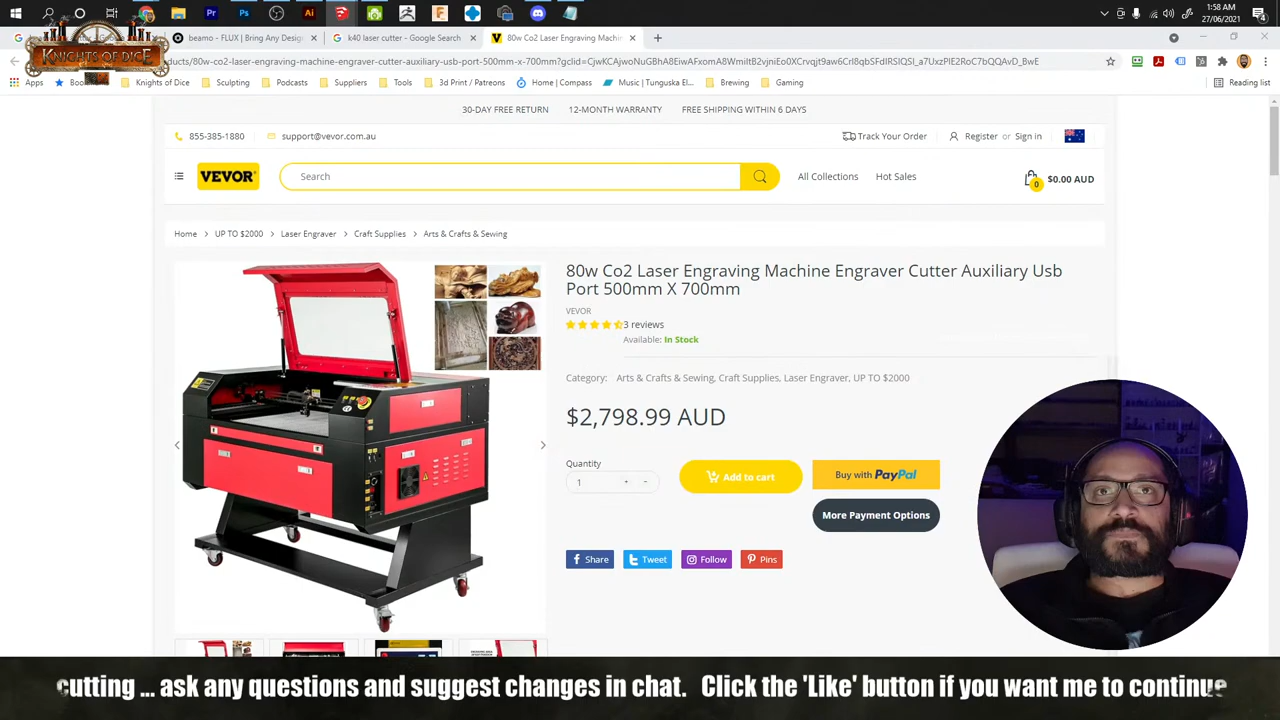 1:58 AM
27/06/2021
beamo - FLUX | Bring Any Desig
k40 laser cutter - Google Search
80w Co2 Laser Engraving Machin
KNIGHTS OF DICE
Apps
Knights of Dice
Sculpting
Podcasts
Suppliers
Tools
3d Print / Patreons
Home | Compass
Music | Tunguska El...
Brewing
Gaming
Reading list
30-DAY FREE RETURN
12-MONTH WARRANTY
FREE SHIPPING WITHIN 6 DAYS
855-385-1880
support@vevor.com.au
Track Your Order
Register or Sign in
VEVOR
Search
All Collections
Hot Sales
0
$0.00 AUD
Home
UP TO $2000
Laser Engraver
Craft Supplies
Arts & Crafts & Sewing
80w Co2 Laser Engraving Machine Engraver Cutter Auxiliary Usb
Port 500mm X 700mm
VEVOR
3 reviews
Available: In Stock
Category: Arts & Crafts & Sewing, Craft Supplies, Laser Engraver, UP TO $2000
$2,798.99 AUD
Quantity
1
+
-
Add to cart
Buy with PayPal
More Payment Options
Share
Tweet
Follow
Pins
cutting ... ask any questions and suggest changes in chat. Click the 'Like' button if you want me to continue